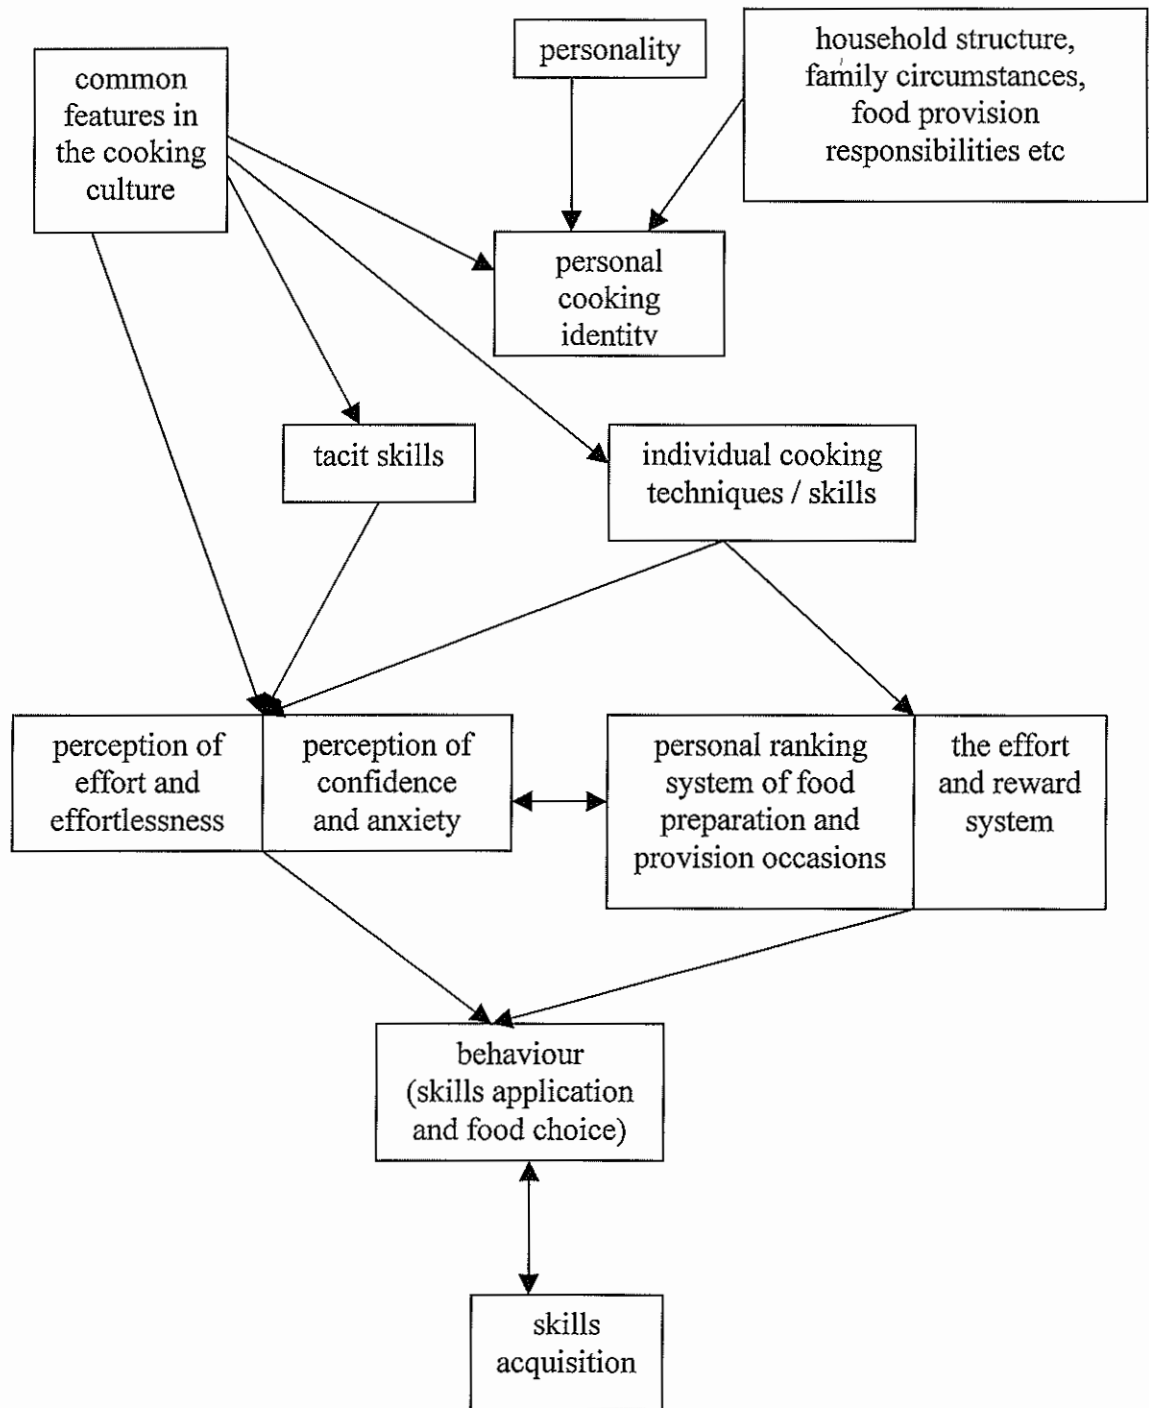 common
features in
the cooking
culture
personality
household structure,
family circumstances,
food provision
responsibilities etc
personal
cooking
identity
tacit skills
individual cooking
techniques / skills
perception of
effort and
effortlessness
perception of
confidence
and anxiety
personal ranking
system of food
preparation and
provision occasions
the effort
and reward
system
behaviour
(skills application
and food choice)
skills
acquisition